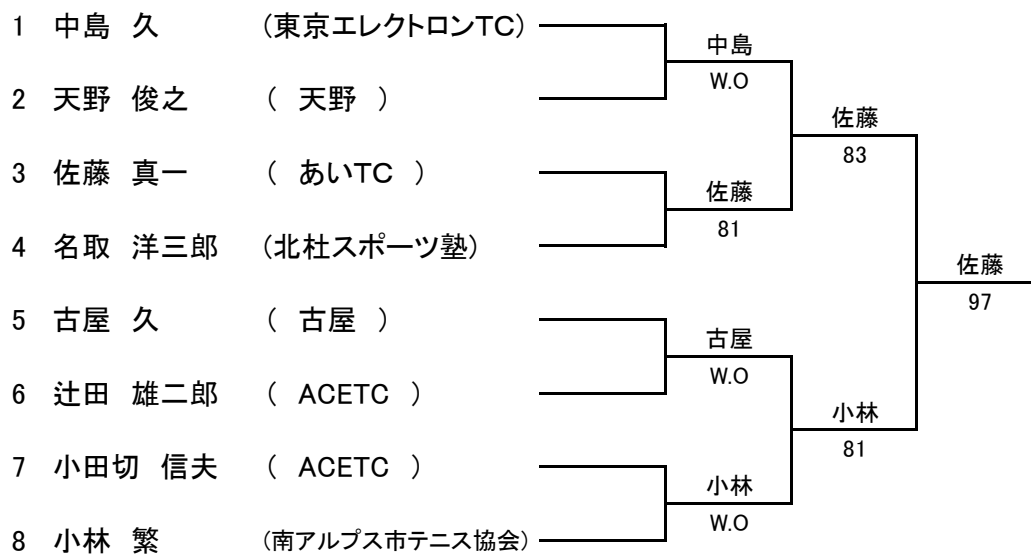 1 中島 久 (東京エレクトロンTC)
中島
W.O
2 天野 俊之 ( 天野 )
佐藤
83
3 佐藤 真一 ( あいTC )
佐藤
81
4 名取 洋三郎 (北杜スポーツ塾)
佐藤
97
5 古屋 久 ( 古屋 )
古屋
W.O
6 辻田 雄二郎 ( ACETC )
小林
81
7 小田切 信夫 ( ACETC )
小林
W.O
8 小林 繁 (南アルプス市テニス協会)